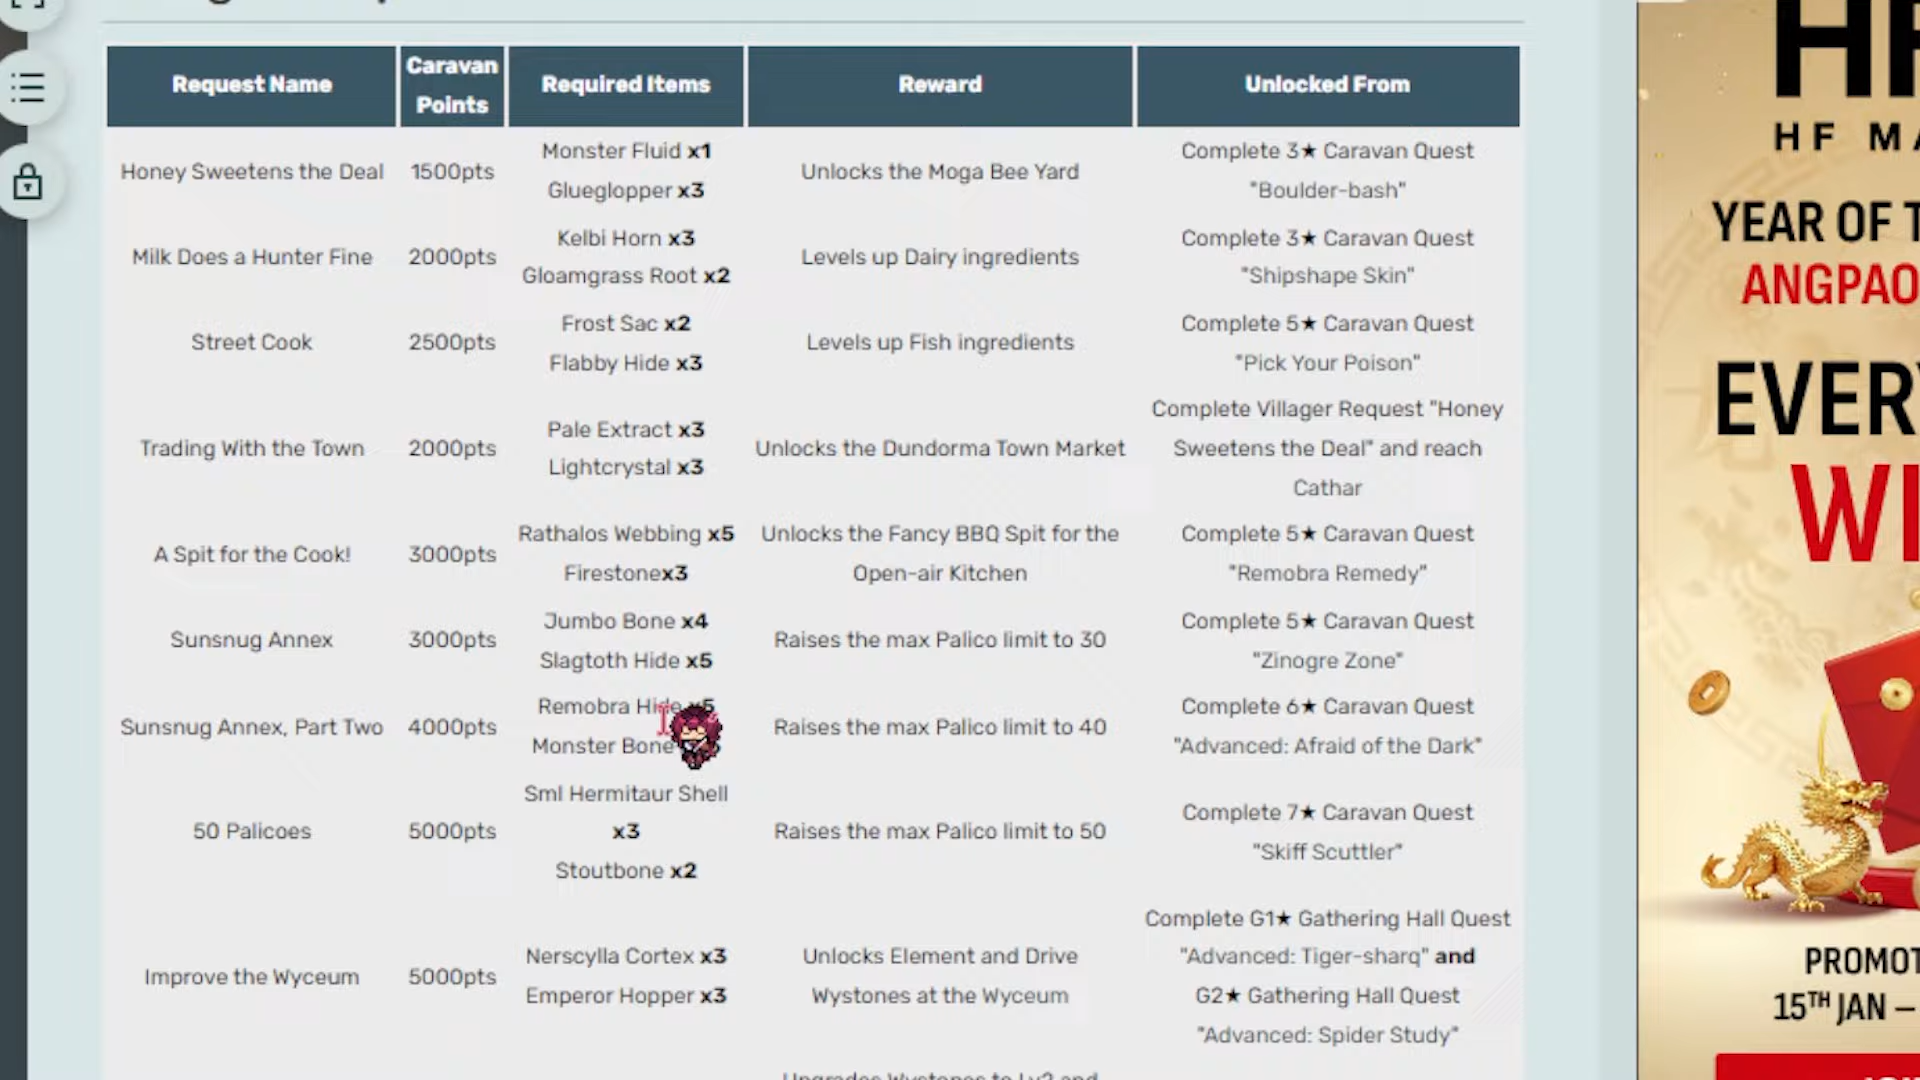 Request Name
Caravan
Points
Required Items
Reward
Unlocked From
Honey Sweetens the Deal
1500pts
Monster Fluid x1
Glueglopper x3
Unlocks the Moga Bee Yard
Complete 3★ Caravan Quest
"Boulder-bash"
Milk Does a Hunter Fine
2000pts
Kelbi Horn x3
Gloamgrass Root x2
Levels up Dairy ingredients
Complete 3★ Caravan Quest
"Shipshape Skin"
Street Cook
2500pts
Frost Sac x2
Flabby Hide x3
Levels up Fish ingredients
Complete 5★ Caravan Quest
"Pick Your Poison"
Trading With the Town
2000pts
Pale Extract x3
Lightcrystal x3
Unlocks the Dundorma Town Market
Complete Villager Request "Honey
Sweetens the Deal" and reach
Cathar
A Spit for the Cook!
3000pts
Rathalos Webbing x5
Firestonex3
Unlocks the Fancy BBQ Spit for the
Open-air Kitchen
Complete 5★ Caravan Quest
"Remobra Remedy"
Sunsnug Annex
3000pts
Jumbo Bone x4
Slagtoth Hide x5
Raises the max Palico limit to 30
Complete 5★ Caravan Quest
"Zinogre Zone"
Sunsnug Annex, Part Two
4000pts
Remobra Hide x5
Monster Bone
Raises the max Palico limit to 40
Complete 6★ Caravan Quest
"Advanced: Afraid of the Dark"
50 Palicoes
5000pts
Sml Hermitaur Shell
x3
Stoutbone x2
Raises the max Palico limit to 50
Complete 7★ Caravan Quest
"Skiff Scuttler"
Improve the Wyceum
5000pts
Nerscylla Cortex x3
Emperor Hopper x3
Unlocks Element and Drive
Wystones at the Wyceum
Complete G1★ Gathering Hall Quest
"Advanced: Tiger-sharq" and
G2★ Gathering Hall Quest
"Advanced: Spider Study"
Upgrades Wystones to Lv2 and
HF
HF MA
YEAR OF T
ANGPAO
EVERY
WI
PROMOT
15TH JAN –